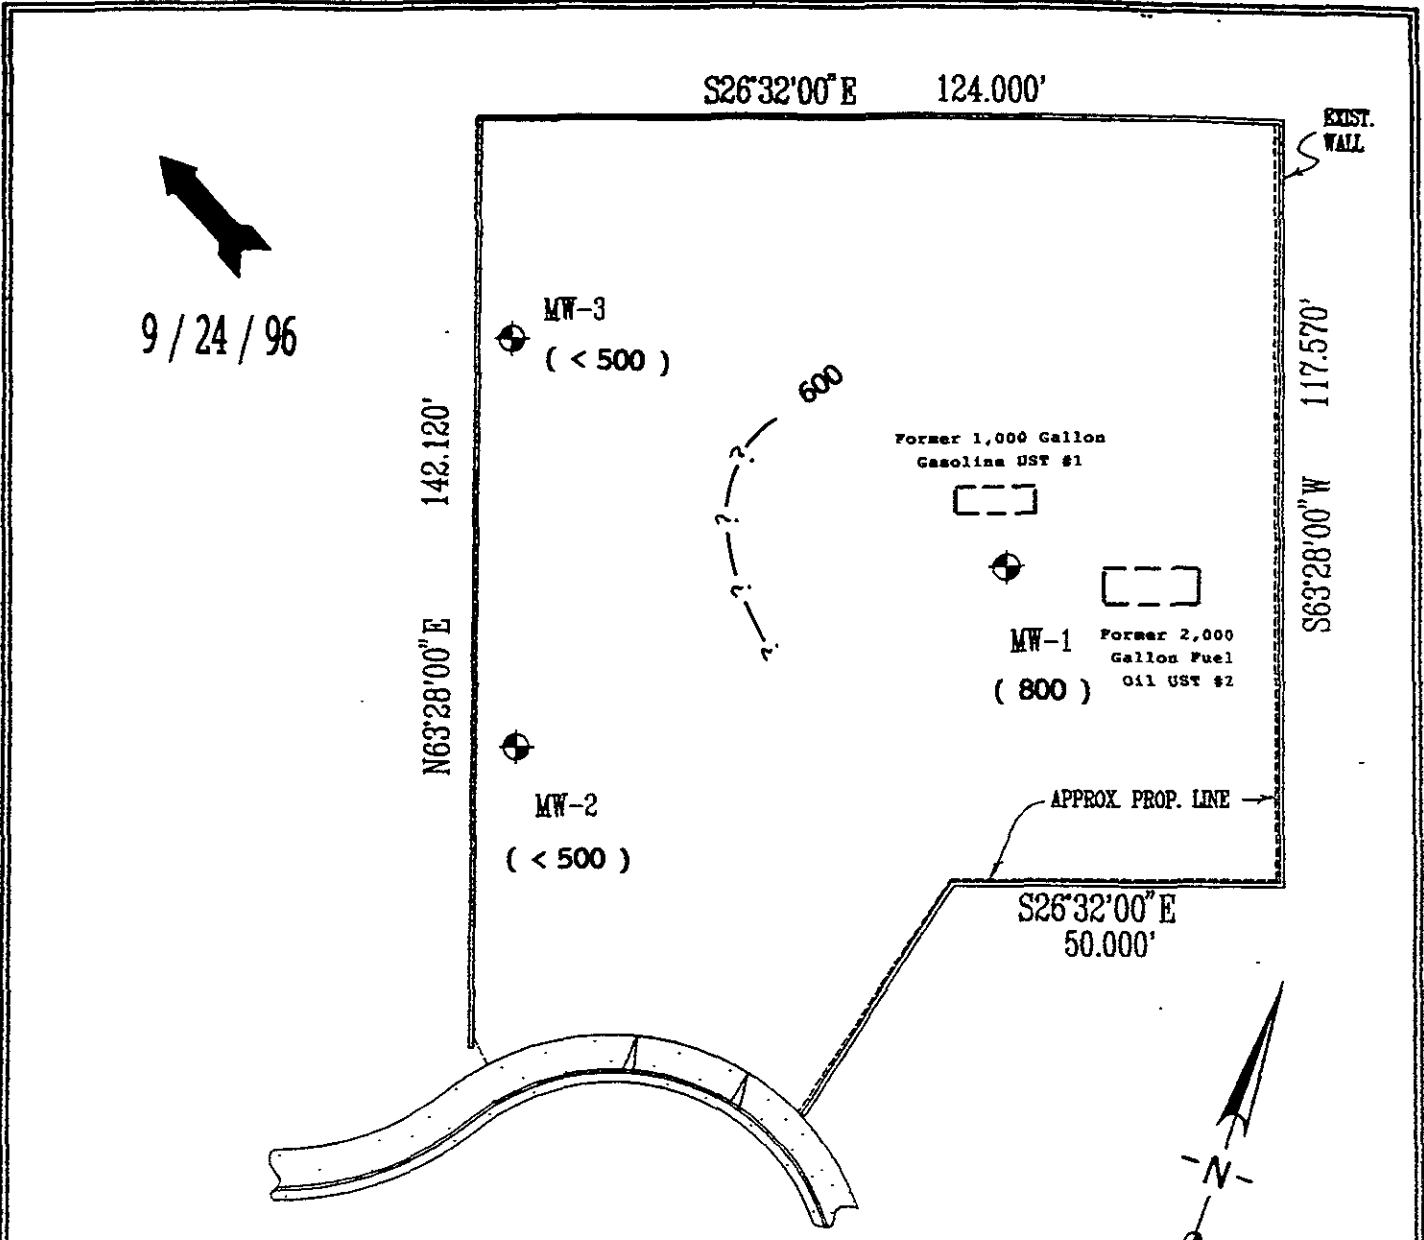 S26°32'00"E 124.000'
EXIST.
WALL
9 / 24 / 96
MW-3
( < 500 )
600
142.120'
117.570'
Former 1,000 Gallon
Gasoline UST #1
?
?
?
?
N63°28'00"E
S63°28'00"W
MW-1
( 800 )
Former 2,000
Gallon Fuel
Oil UST #2
MW-2
( < 500 )
APPROX. PROP. LINE
S26°32'00"E
50.000'
-N-